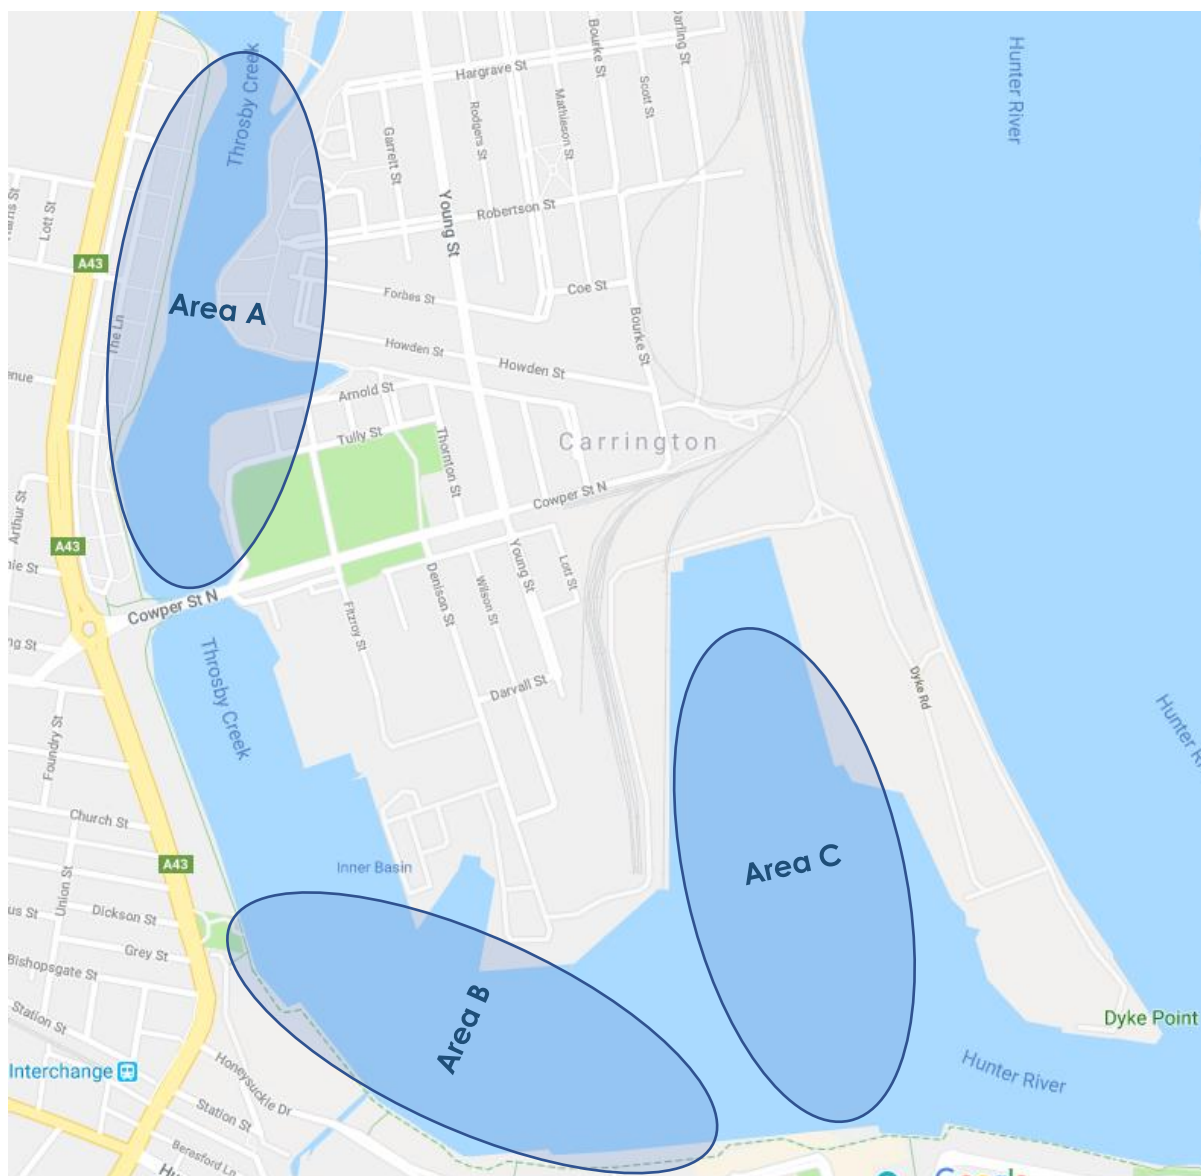 Throsby Creek
Hargrave St
Bourke St
Scott St
Mathieson St
Rodgers St
Garrett St
Young St
Robertson St
Hunter River
Lott St
A43
Area A
The Ln
Forbes St
Coe St
Bourke St
Howden St
Howden St
Arnold St
Tully St
Thornton St
Carrington
Cowper St N
Arthur St
A43
Cowper St N
Fitzroy St
Denison St
Wilson St
Young St
Lott St
Throsby Creek
Darvall St
Dyke Rd
Foundry St
Church St
A43
Union St
Inner Basin
Area C
Dickson St
Grey St
Bishopsgate St
Station St
Area B
Dyke Point
Interchange
Honeysuckle Dr
Station St
Beresford Ln
Hunter River